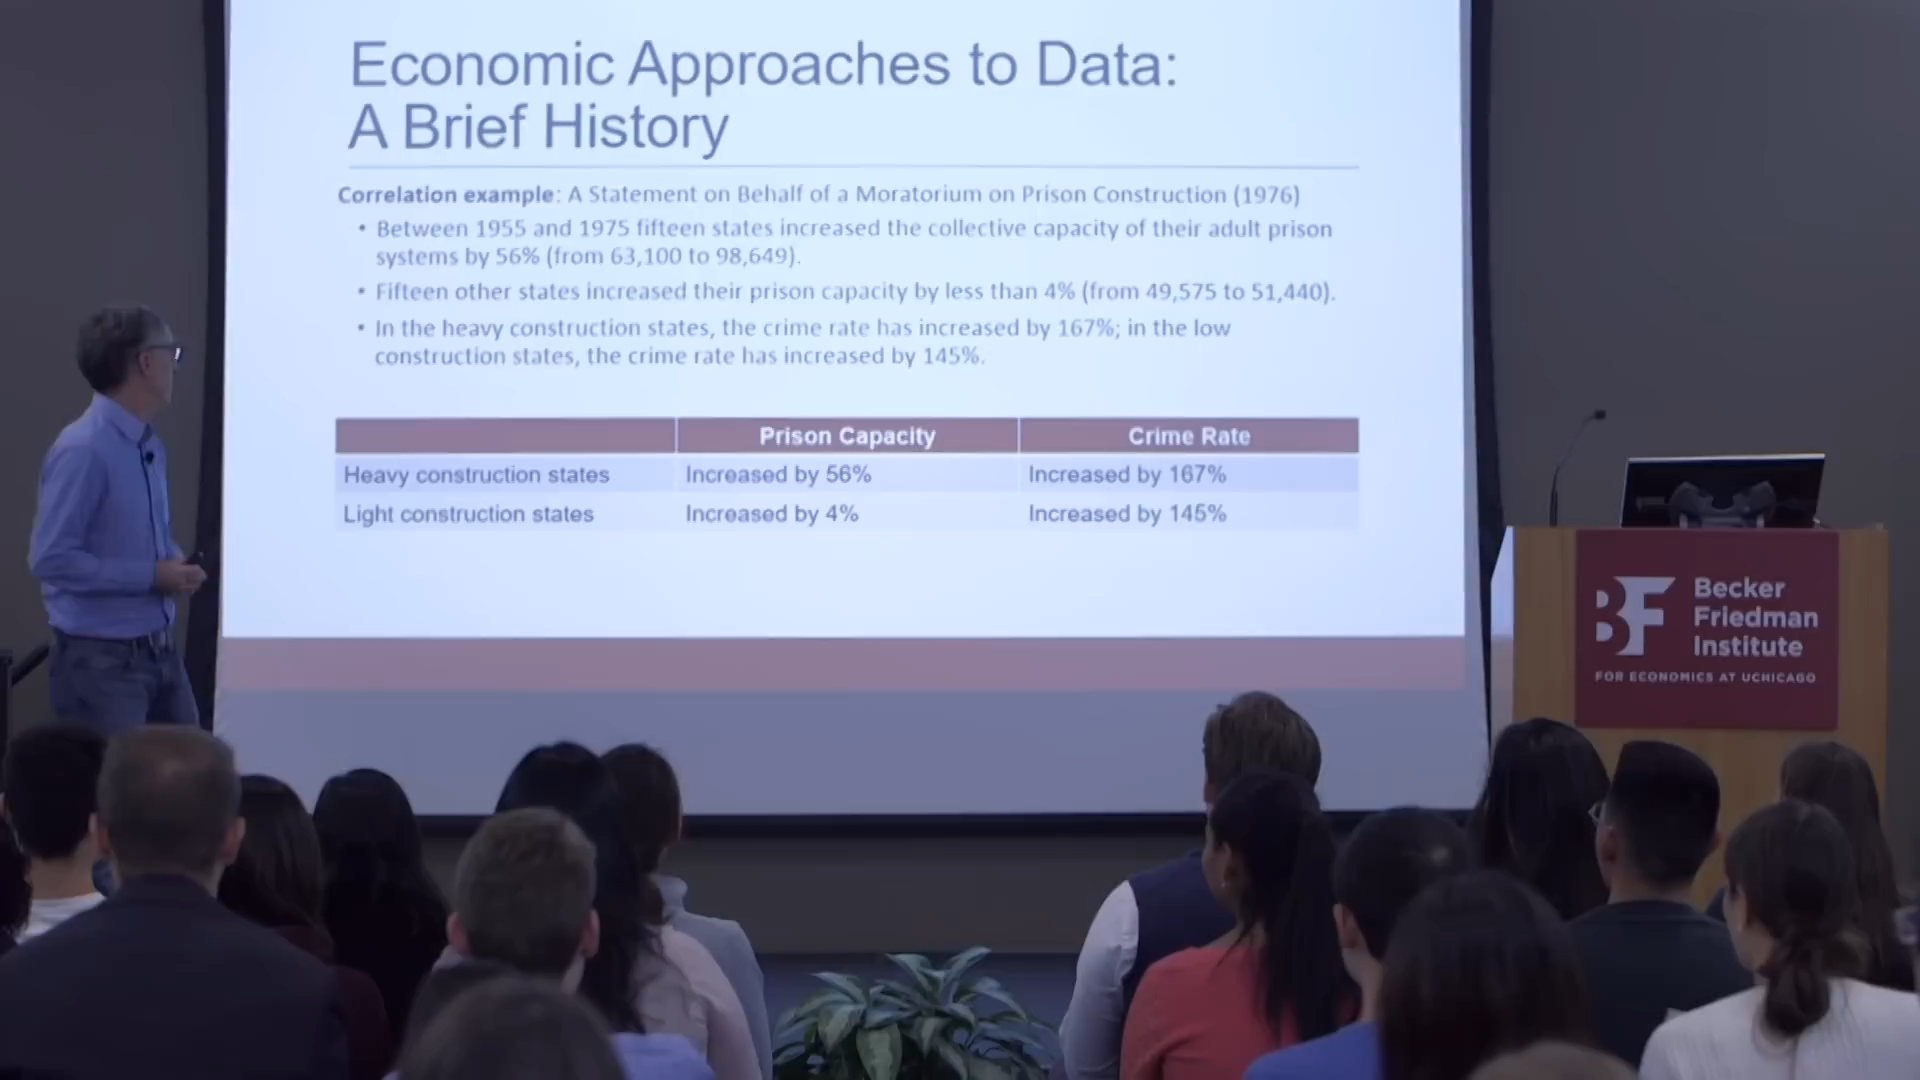 Economic Approaches to Data:
A Brief History
Correlation example: A Statement on Behalf of a Moratorium on Prison Construction (1976)
• Between 1955 and 1975 fifteen states increased the collective capacity of their adult prison
systems by 56% (from 63,100 to 98,649).
• Fifteen other states increased their prison capacity by less than 4% (from 49,575 to 51,440).
• In the heavy construction states, the crime rate has increased by 167%; in the low
construction states, the crime rate has increased by 145%.
Prison Capacity Crime Rate
Heavy construction states Increased by 56% Increased by 167%
Light construction states Increased by 4% Increased by 145%
BF
Becker
Friedman
Institute
FOR ECONOMICS AT UCHICAGO